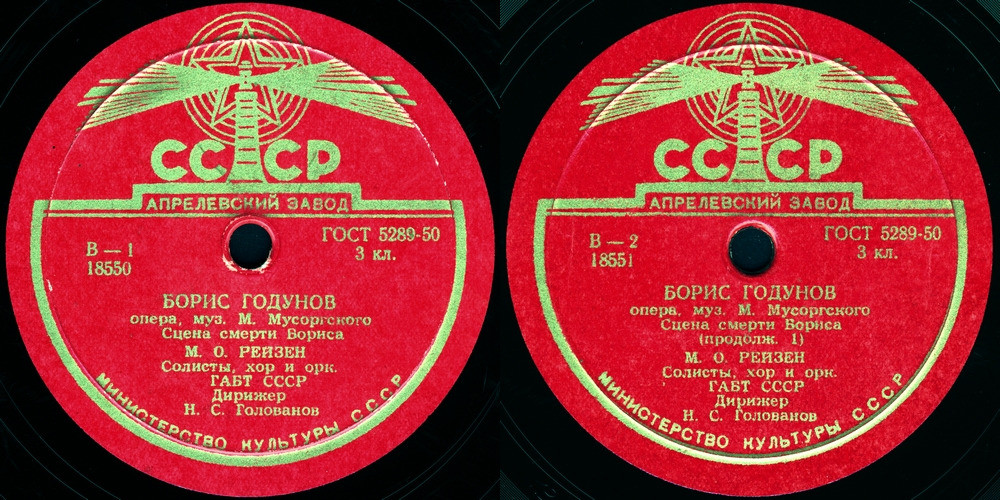 СССР
АПРЕЛЕВСКИЙ ЗАВОД
В — 1
18550
ГОСТ 5289-50
3 кл.
БОРИС ГОДУНОВ
опера, муз. М. Мусоргского
Сцена смерти Бориса
М. О. РЕЙЗЕН
Солисты, хор и орк.
ГАБТ СССР
Дирижер
Н. С. Голованов
МИНИСТЕРСТВО КУЛЬТУРЫ СССР
СССР
АПРЕЛЕВСКИЙ ЗАВОД
В — 2
18551
ГОСТ 5289-50
3 кл.
БОРИС ГОДУНОВ
опера, муз. М. Мусоргского
Сцена смерти Бориса
(продолж. 1)
М. О. РЕЙЗЕН
Солисты, хор и орк.
ГАБТ СССР
Дирижер
Н. С. Голованов
МИНИСТЕРСТВО КУЛЬТУРЫ СССР